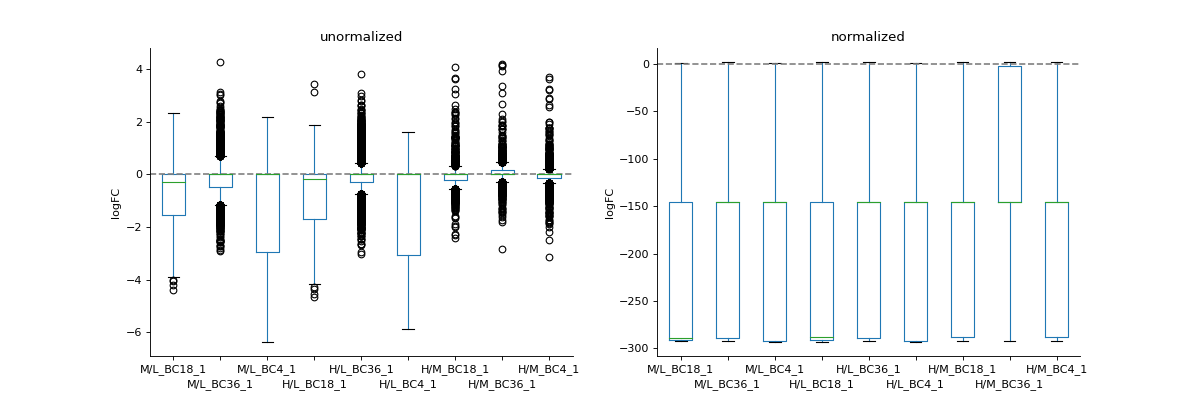 unormalized
logFC
4
2
0
−2
−4
−6
M/L_BC18_1
M/L_BC36_1
M/L_BC4_1
H/L_BC18_1
H/L_BC36_1
H/L_BC4_1
H/M_BC18_1
H/M_BC36_1
H/M_BC4_1
normalized
logFC
0
−50
−100
−150
−200
−250
−300
M/L_BC18_1
M/L_BC36_1
M/L_BC4_1
H/L_BC18_1
H/L_BC36_1
H/L_BC4_1
H/M_BC18_1
H/M_BC36_1
H/M_BC4_1